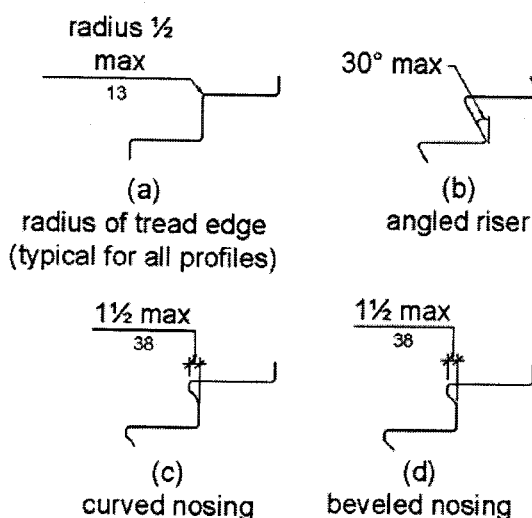 radius ½
max
13
(a)
radius of tread edge
(typical for all profiles)
30° max
(b)
angled riser
1½ max
38
(c)
curved nosing
1½ max
38
(d)
beveled nosing